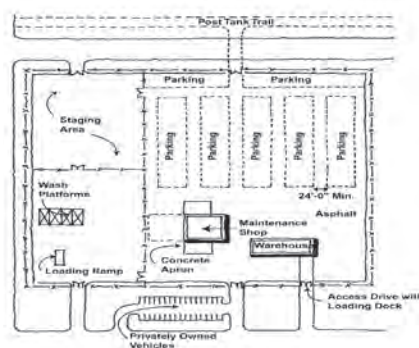 Post Tank Trail
Parking
Parking
Staging
Area
Parking
Parking
Parking
Parking
Parking
24'-0" Min.
Wash
Platforms
Asphalt
Maintenance
Shop
Warehouse
Loading Ramp
Concrete
Apron
Access Drive with
Loading Dock
Privately Owned
Vehicles